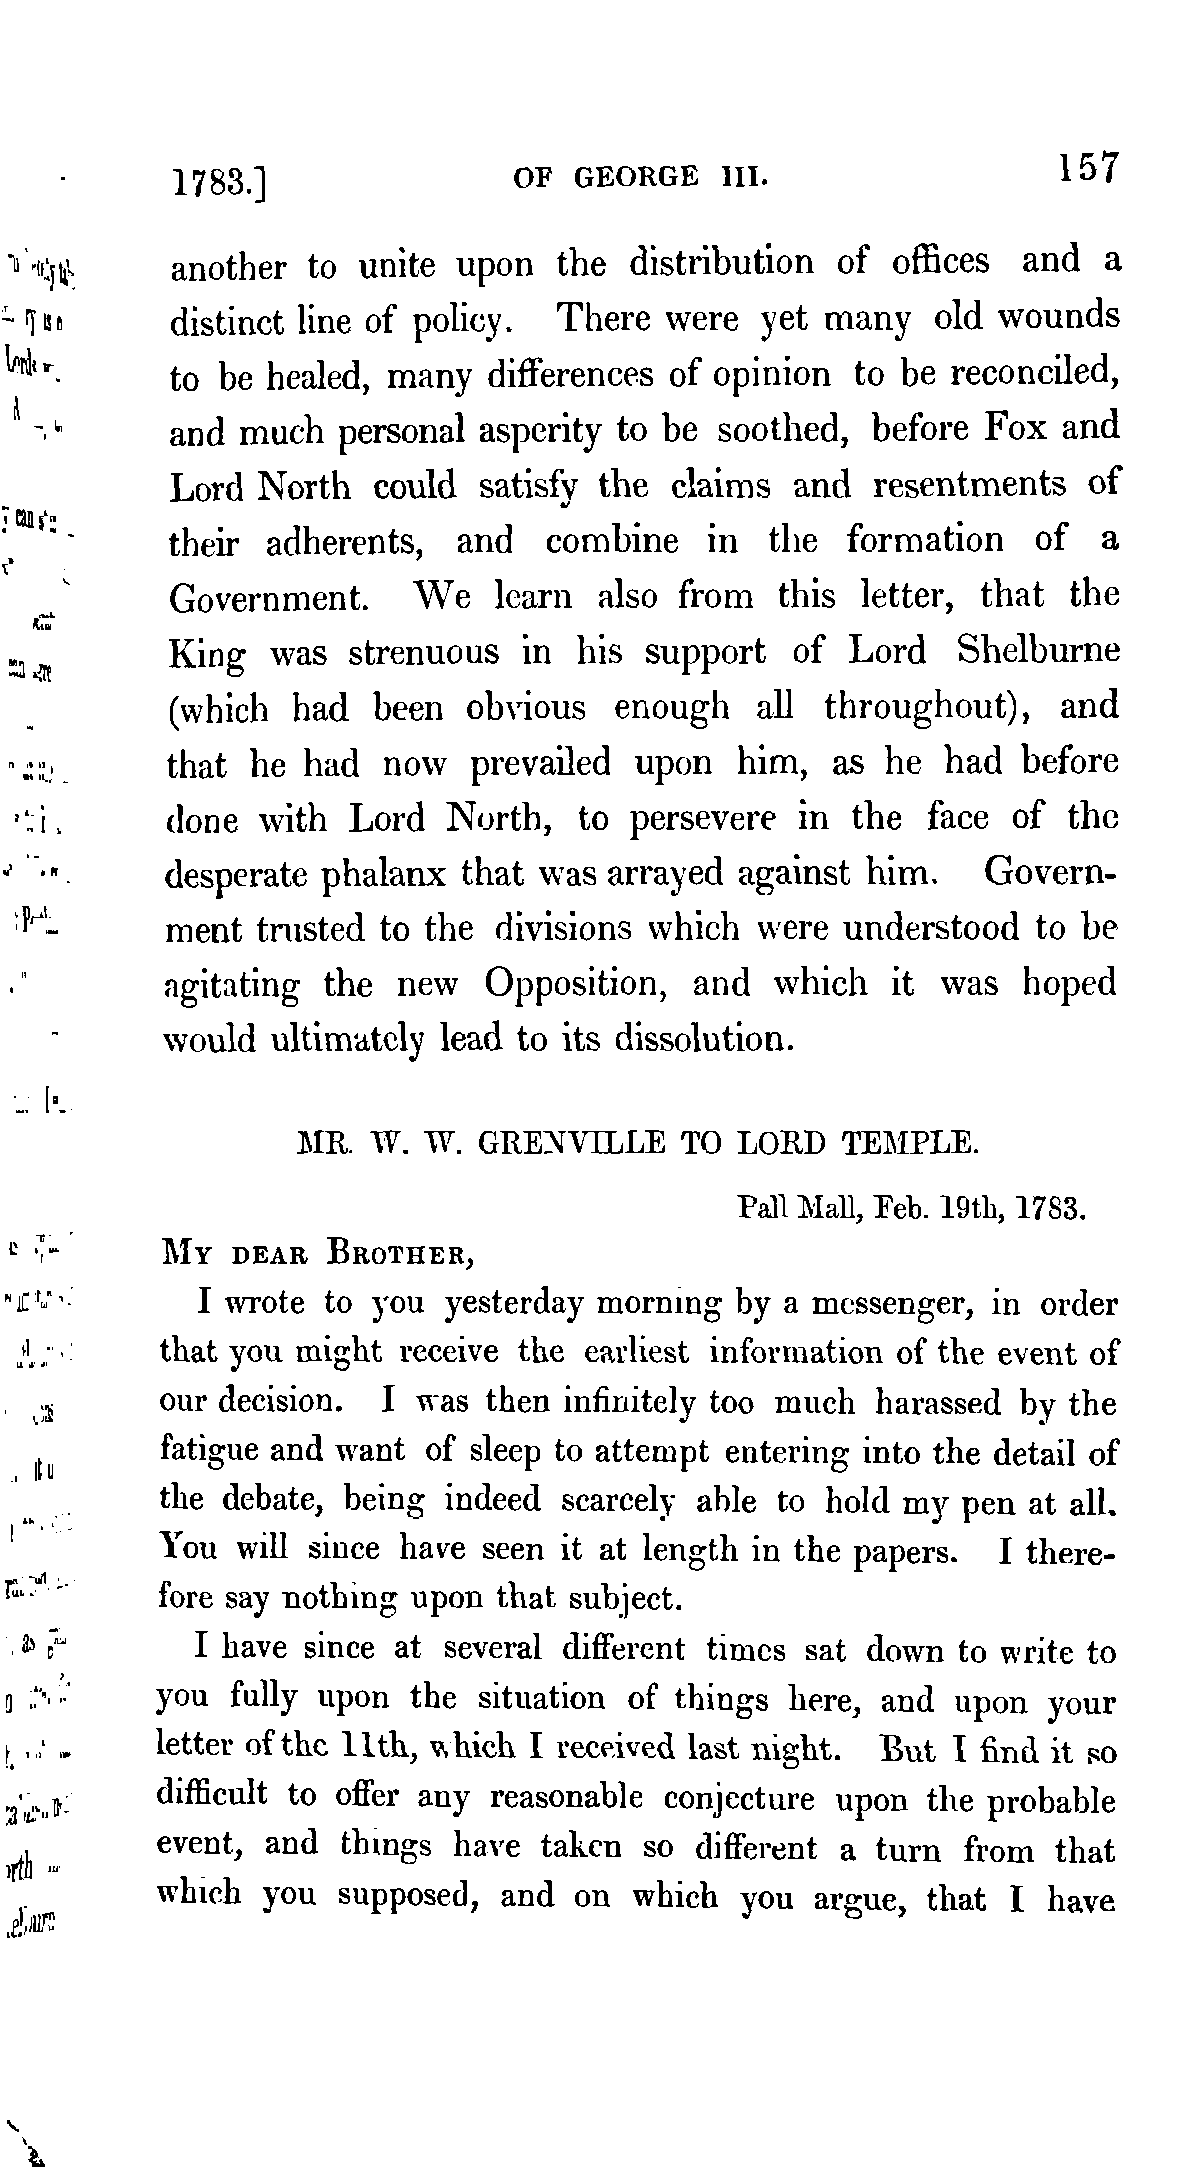 1783.] OF GEORGE III. 157
another to unite upon the distribution of offices and a
distinct line of policy. There were yet many old wounds
to be healed, many differences of opinion to be reconciled,
and much personal asperity to be soothed, before Fox and
Lord North could satisfy the claims and resentments of
their adherents, and combine in the formation of a
Government. We learn also from this letter, that the
King was strenuous in his support of Lord Shelburne
(which had been obvious enough all throughout), and
that he had now prevailed upon him, as he had before
done with Lord North, to persevere in the face of the
desperate phalanx that was arrayed against him. Govern-
ment trusted to the divisions which were understood to be
agitating the new Opposition, and which it was hoped
would ultimately lead to its dissolution.
MR. W. W. GRENVILLE TO LORD TEMPLE.
Pall Mall, Feb. 19th, 1783.
MY DEAR BROTHER,
I wrote to you yesterday morning by a messenger, in order
that you might receive the earliest information of the event of
our decision. I was then infinitely too much harassed by the
fatigue and want of sleep to attempt entering into the detail of
the debate, being indeed scarcely able to hold my pen at all.
You will since have seen it at length in the papers. I there-
fore say nothing upon that subject.
I have since at several different times sat down to write to
you fully upon the situation of things here, and upon your
letter of the 11th, which I received last night. But I find it so
difficult to offer any reasonable conjecture upon the probable
event, and things have taken so different a turn from that
which you supposed, and on which you argue, that I have